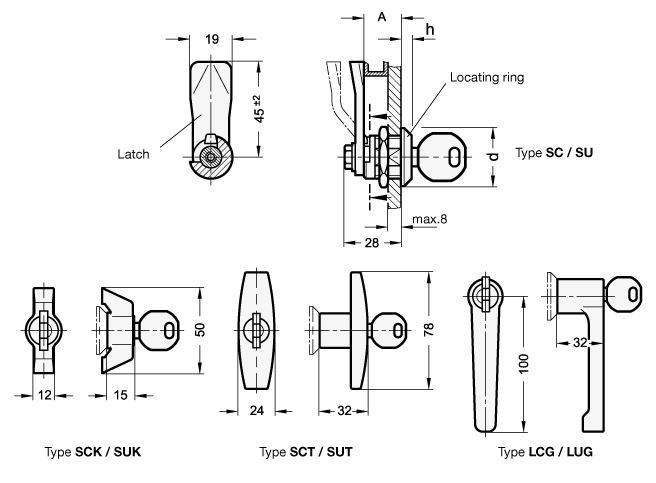 19
A
h
Locating ring
45 ±2
Latch
d
Type SC / SU
max.8
28
50
78
100
32
12
15
24
32
Type SCK / SUK
Type SCT / SUT
Type LCG / LUG